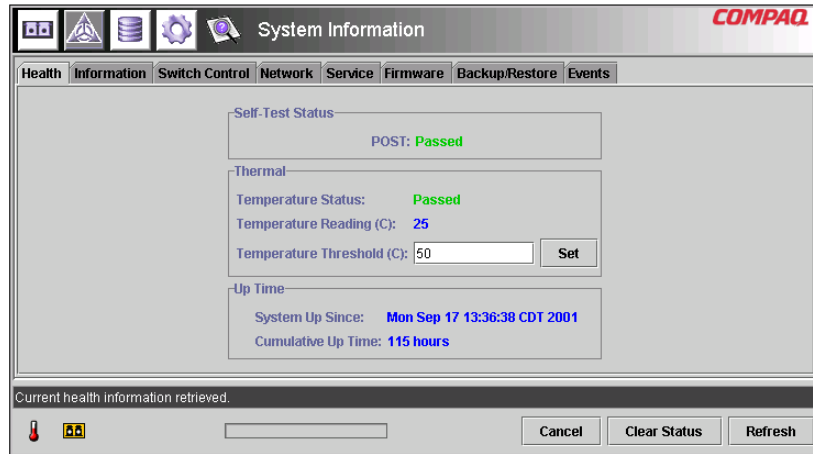 System Information
COMPAQ
Health Information Switch Control Network Service Firmware Backup/Restore Events
Self-Test Status
POST: Passed
Thermal
Temperature Status: Passed
Temperature Reading (C): 25
Temperature Threshold (C): 50 Set
Up Time
System Up Since: Mon Sep 17 13:36:38 CDT 2001
Cumulative Up Time: 115 hours
Current health information retrieved.
Cancel Clear Status Refresh